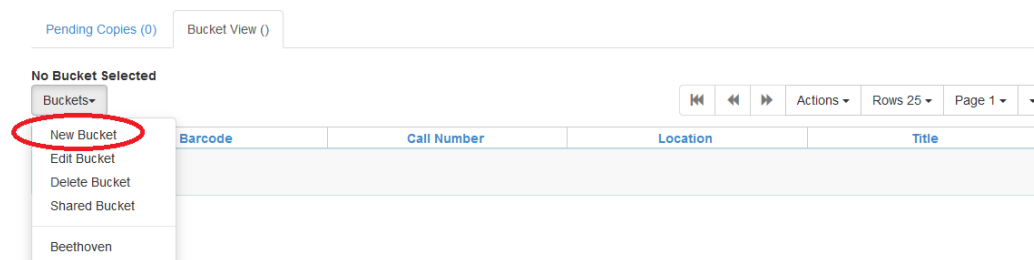 Pending Copies (0) Bucket View ()
No Bucket Selected
Buckets
Actions Rows 25 Page 1
New Bucket
Barcode Call Number Location Title
Edit Bucket
Delete Bucket
Shared Bucket
Beethoven